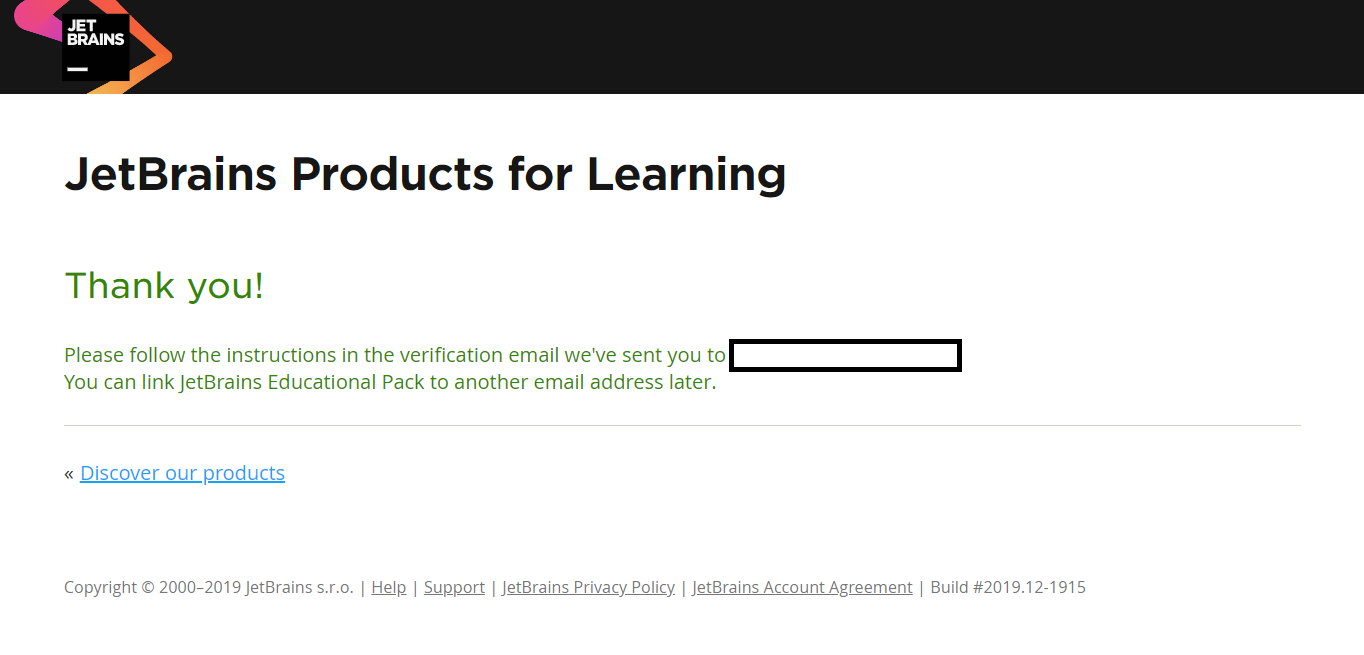 JET
BRAINS
JetBrains Products for Learning
Thank you!
Please follow the instructions in the verification email we've sent you to
You can link JetBrains Educational Pack to another email address later.
« Discover our products
Copyright © 2000–2019 JetBrains s.r.o. | Help | Support | JetBrains Privacy Policy | JetBrains Account Agreement | Build #2019.12-1915